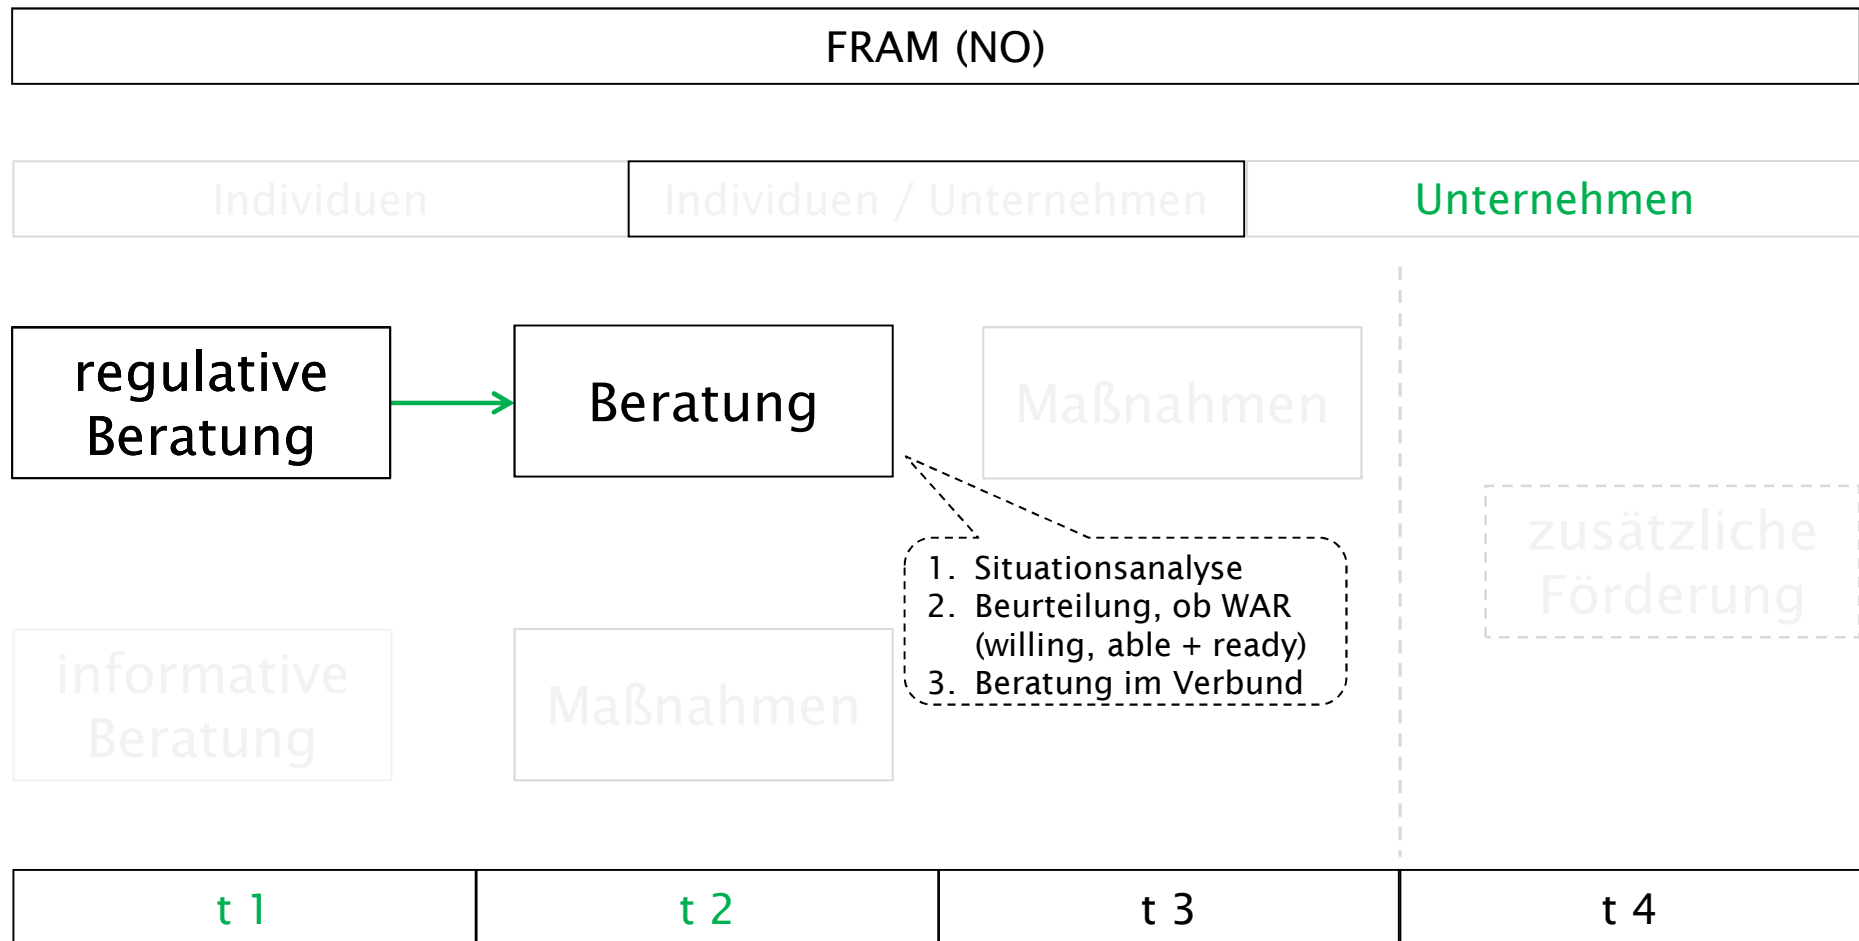 FRAM (NO)
Individuen
Individuen / Unternehmen
Unternehmen
regulative
Beratung
Beratung
Maßnahmen
1. Situationsanalyse
2. Beurteilung, ob WAR
(willing, able + ready)
3. Beratung im Verbund
zusätzliche
Förderung
informative
Beratung
Maßnahmen
t 1
t 2
t 3
t 4